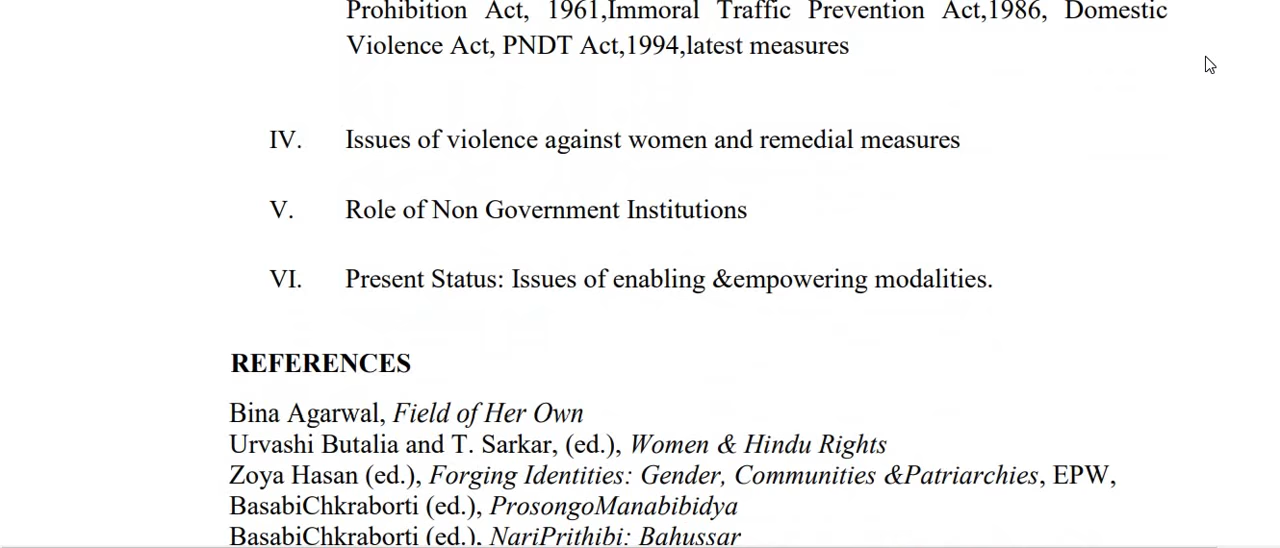 Prohibition Act, 1961,Immoral Traffic Prevention Act,1986, Domestic
Violence Act, PNDT Act,1994,latest measures
IV. Issues of violence against women and remedial measures
V. Role of Non Government Institutions
VI. Present Status: Issues of enabling &empowering modalities.
REFERENCES
Bina Agarwal, Field of Her Own
Urvashi Butalia and T. Sarkar, (ed.), Women & Hindu Rights
Zoya Hasan (ed.), Forging Identities: Gender, Communities &Patriarchies, EPW,
BasabiChkraborti (ed.), ProsongoManabibidya
BasabiChkraborti (ed.), NariPrithibi: Bahussar